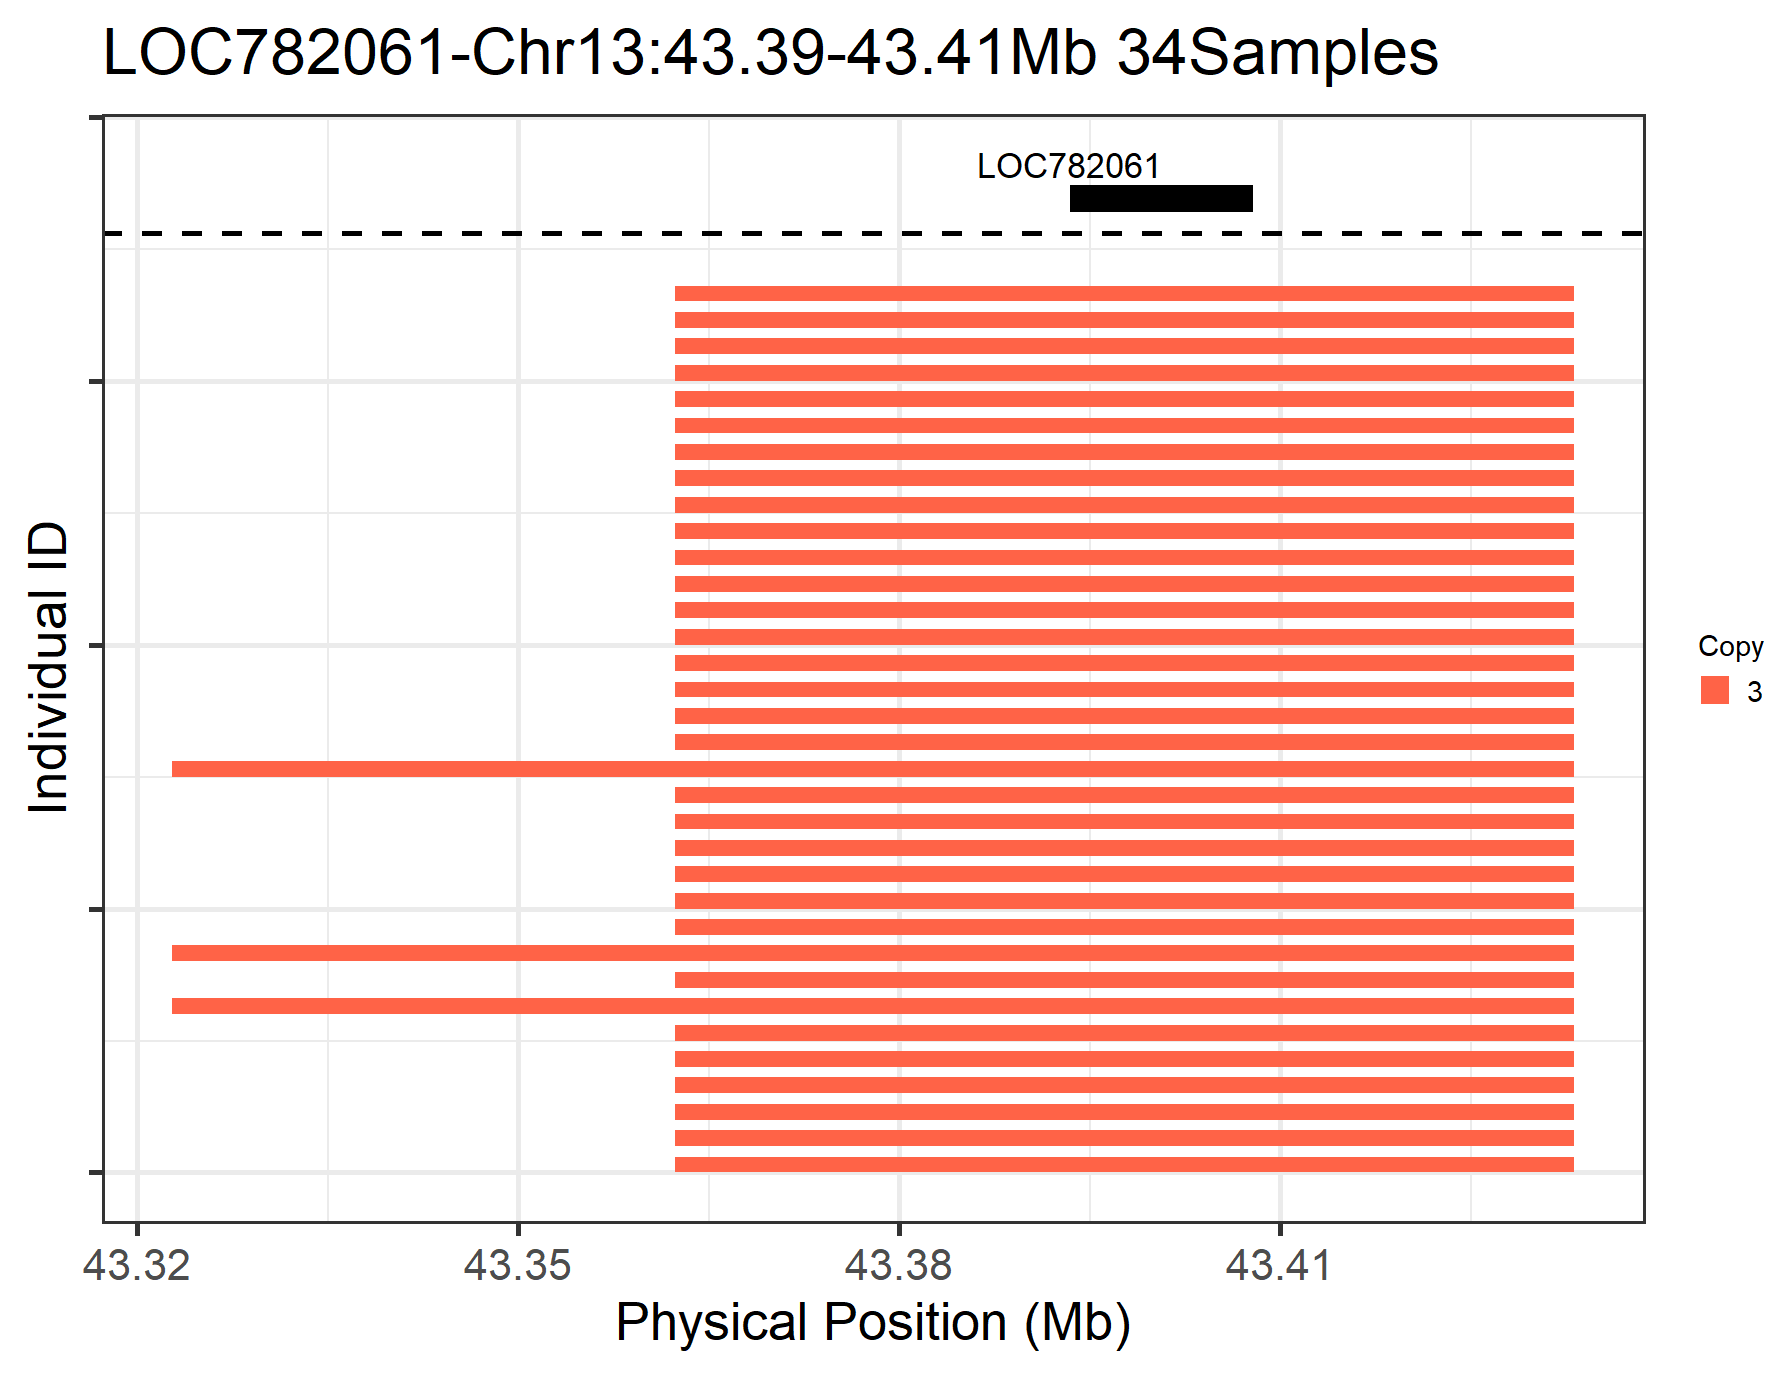 LOC782061-Chr13:43.39-43.41Mb 34Samples
LOC782061
Individual ID
Copy
3
43.32 43.35 43.38 43.41
Physical Position (Mb)